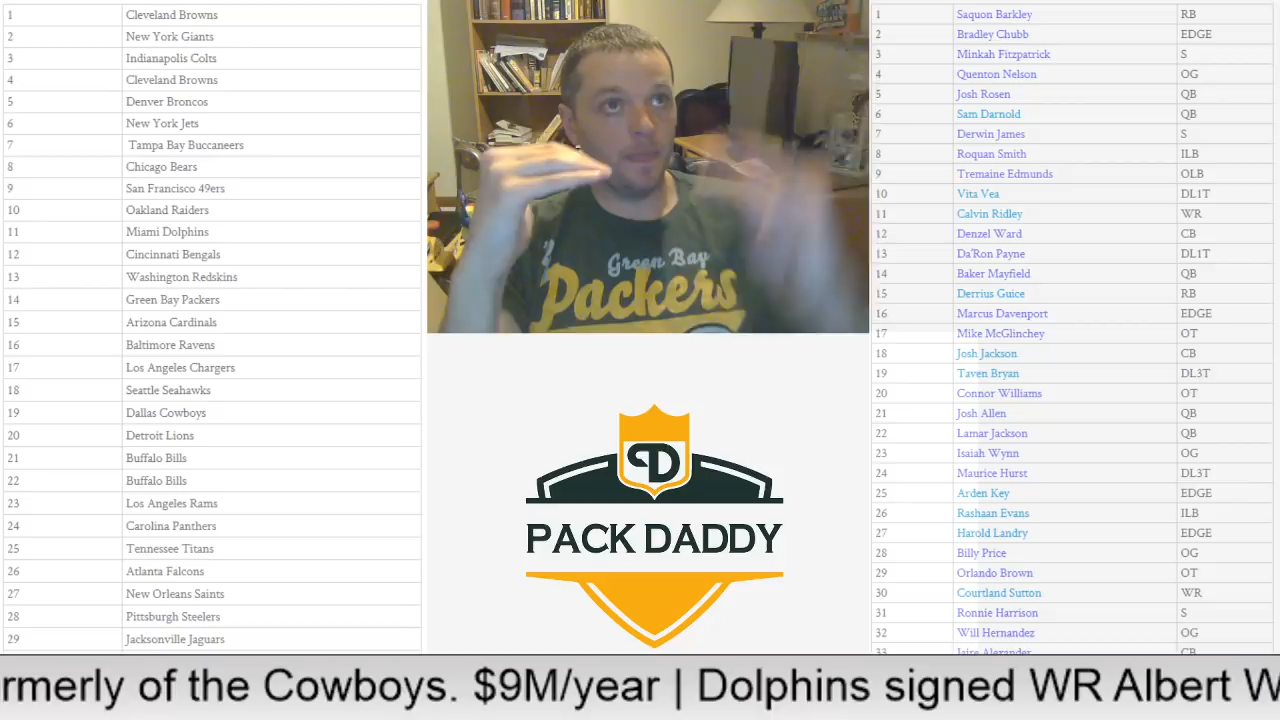 1 Cleveland Browns
2 New York Giants
3 Indianapolis Colts
4 Cleveland Browns
5 Denver Broncos
6 New York Jets
7 Tampa Bay Buccaneers
8 Chicago Bears
9 San Francisco 49ers
10 Oakland Raiders
11 Miami Dolphins
12 Cincinnati Bengals
13 Washington Redskins
14 Green Bay Packers
15 Arizona Cardinals
16 Baltimore Ravens
17 Los Angeles Chargers
18 Seattle Seahawks
19 Dallas Cowboys
20 Detroit Lions
21 Buffalo Bills
22 Buffalo Bills
23 Los Angeles Rams
24 Carolina Panthers
25 Tennessee Titans
26 Atlanta Falcons
27 New Orleans Saints
28 Pittsburgh Steelers
29 Jacksonville Jaguars
Green Bay
Packers
PD
PACK DADDY
1 Saquon Barkley RB
2 Bradley Chubb EDGE
3 Minkah Fitzpatrick S
4 Quenton Nelson OG
5 Josh Rosen QB
6 Sam Darnold QB
7 Derwin James S
8 Roquan Smith ILB
9 Tremaine Edmunds OLB
10 Vita Vea DL1T
11 Calvin Ridley WR
12 Denzel Ward CB
13 Da'Ron Payne DL1T
14 Baker Mayfield QB
15 Derrius Guice RB
16 Marcus Davenport EDGE
17 Mike McGlinchey OT
18 Josh Jackson CB
19 Taven Bryan DL3T
20 Connor Williams OT
21 Josh Allen QB
22 Lamar Jackson QB
23 Isaiah Wynn OG
24 Maurice Hurst DL3T
25 Arden Key EDGE
26 Rashaan Evans ILB
27 Harold Landry EDGE
28 Billy Price OG
29 Orlando Brown OT
30 Courtland Sutton WR
31 Ronnie Harrison S
32 Will Hernandez OG
33 Jaire Alexander CB
rmerly of the Cowboys. $9M/year | Dolphins signed WR Albert W